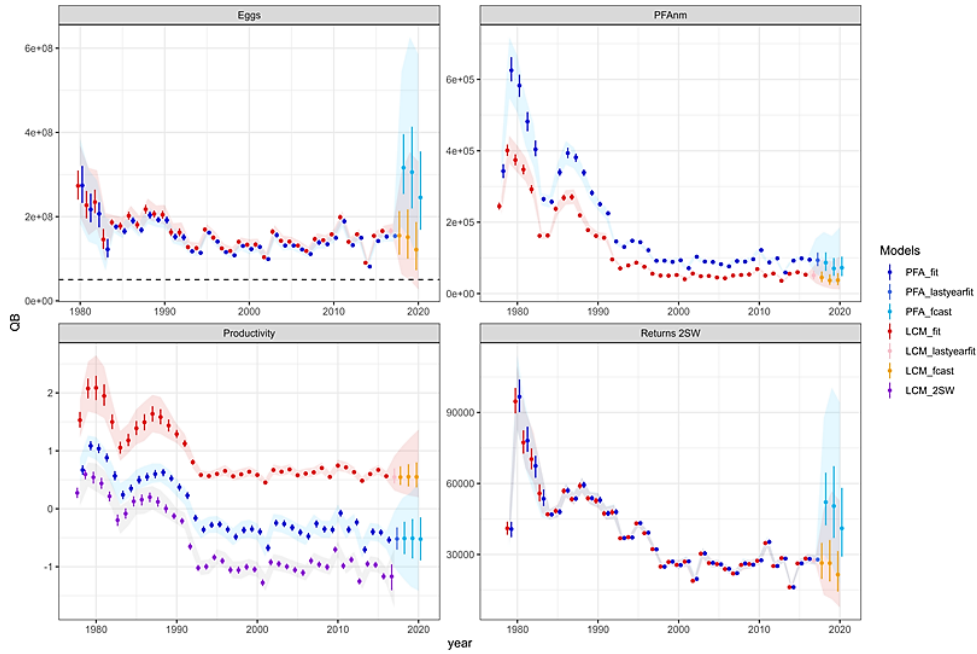 Eggs
PFAnm
6e+08
4e+08
2e+08
0e+00
6e+05
4e+05
2e+05
0e+00
1980 1990 2000 2010 2020
1980 1990 2000 2010 2020
QB
Productivity
Returns 2SW
2
1
0
-1
90000
60000
30000
1980 1990 2000 2010 2020
1980 1990 2000 2010 2020
year
Models
PFA_fit
PFA_lastyearfit
PFA_fcast
LCM_fit
LCM_lastyearfit
LCM_fcast
LCM_2SW